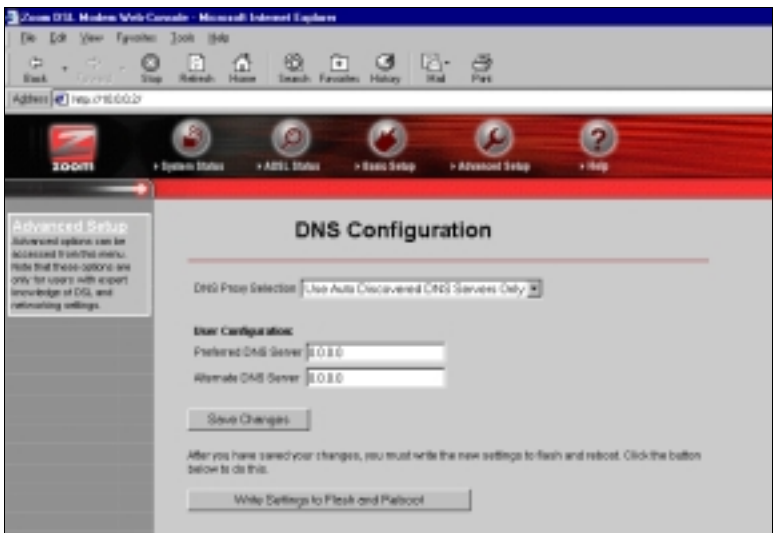 Zoom DSL Modem Web Console - Microsoft Internet Explorer
File Edit View Favorites Tools Help
Back Forward Stop Refresh Home Search Favorites History Mail Print
Address http://10.0.0.2/
ZOOM
System Status
ADSL Status
Basic Setup
Advanced Setup
Help
Advanced Setup
Advanced options can be
accessed from this menu.
Note that these options are
only for users with expert
knowledge of DSL and
networking settings.
DNS Configuration
DNS Proxy Selection Use Auto Discovered DNS Servers Only
User Configuration:
Preferred DNS Server 0.0.0.0
Alternate DNS Server 0.0.0.0
Save Changes
After you have saved your changes, you must write the new settings to flash and reboot. Click the button
below to do this.
Write Settings to Flash and Reboot